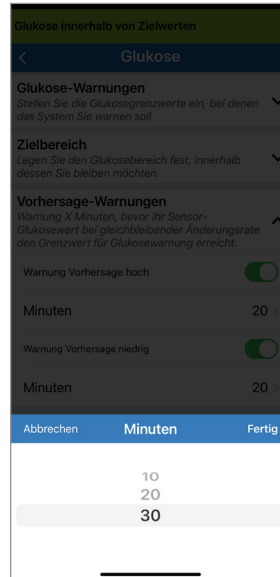 Glukose innerhalb von Zielwerten
Glukose
Glukose-Warnungen
Stellen Sie die Glukosegrenzwerte ein, bei denen
das System Sie warnen soll.
Zielbereich
Legen Sie den Glukosebereich fest, innerhalb
dessen Sie bleiben möchten.
Vorhersage-Warnungen
Warnung X Minuten, bevor Ihr Sensor-
Glukosewert bei gleichbleibender Änderungsrate
den Grenzwert für Glukosewarnung erreicht.
Warnung Vorhersage hoch
Minuten 20
Warnung Vorhersage niedrig
Minuten 20
Abbrechen Minuten Fertig
10
20
30